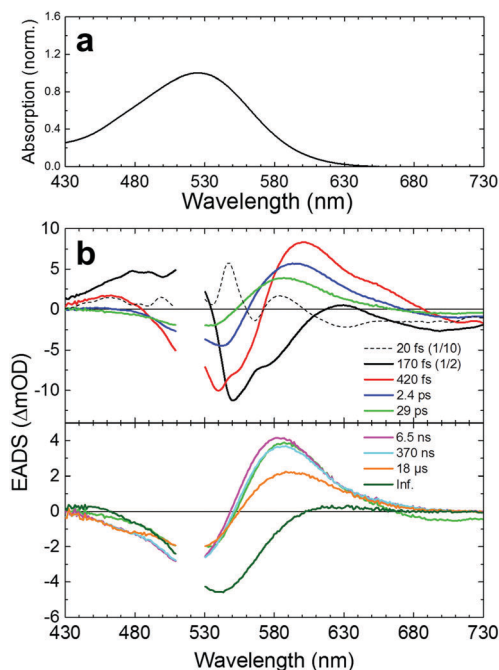 a
Absorption (norm.)
1.6
1.2
0.8
0.4
0.0
430 480 530 580 630 680 730
Wavelength (nm)
b
EADS (ΔmOD)
10
5
0
-5
-10
20 fs (1/10)
170 fs (1/2)
420 fs
2.4 ps
29 ps
4
2
0
-2
-4
-6
6.5 ns
370 ns
18 µs
Inf.
430 480 530 580 630 680 730
Wavelength (nm)